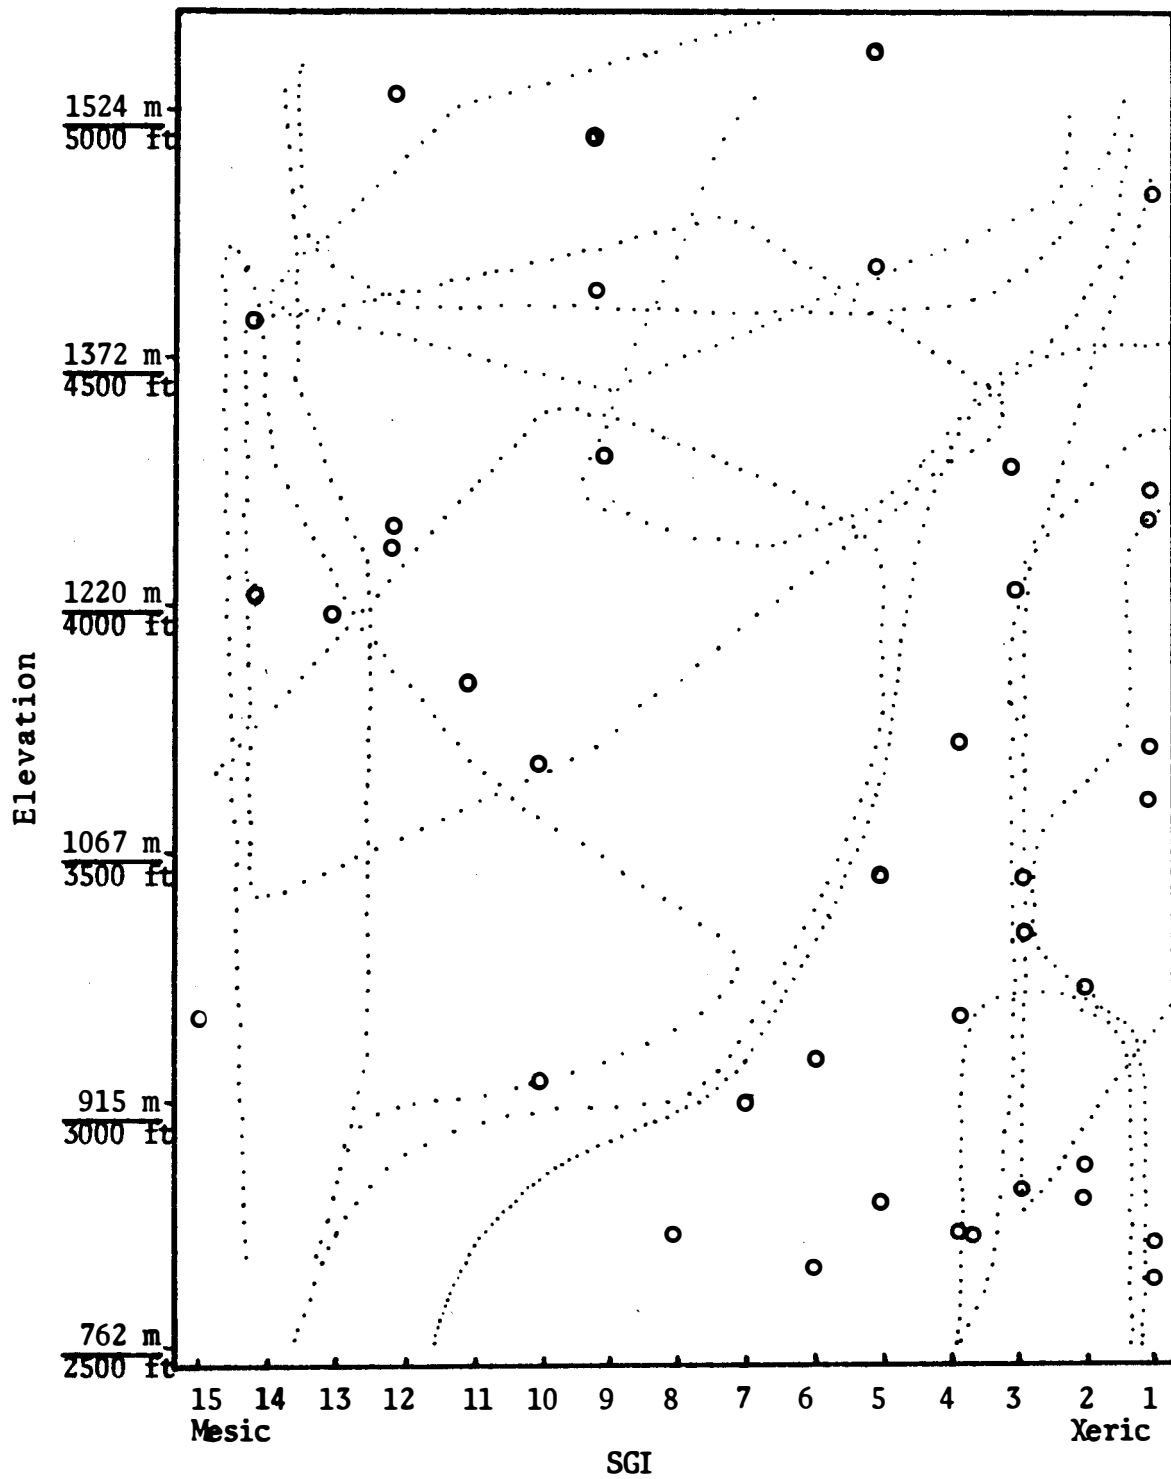 1524 m
5000 ft
1372 m
4500 ft
1220 m
4000 ft
Elevation
1067 m
3500 ft
915 m
3000 ft
762 m
2500 ft
15 14 13 12 11 10 9 8 7 6 5 4 3 2 1
Mesic Xeric
SGI